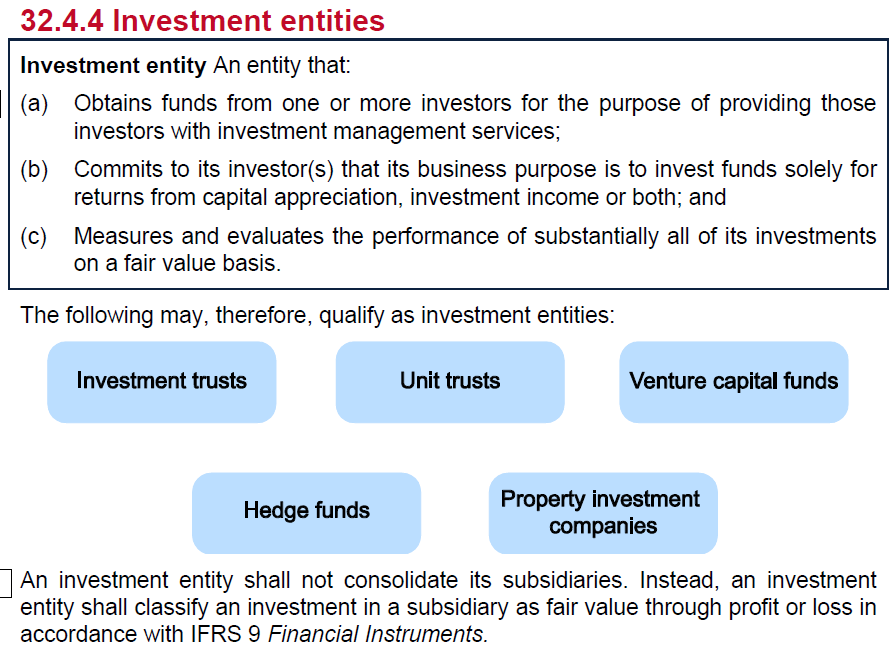 32.4.4 Investment entities
Investment entity An entity that:
(a) Obtains funds from one or more investors for the purpose of providing those
investors with investment management services;
(b) Commits to its investor(s) that its business purpose is to invest funds solely for
returns from capital appreciation, investment income or both; and
(c) Measures and evaluates the performance of substantially all of its investments
on a fair value basis.
The following may, therefore, qualify as investment entities:
Investment trusts
Unit trusts
Venture capital funds
Hedge funds
Property investment
companies
An investment entity shall not consolidate its subsidiaries. Instead, an investment
entity shall classify an investment in a subsidiary as fair value through profit or loss in
accordance with IFRS 9 Financial Instruments.